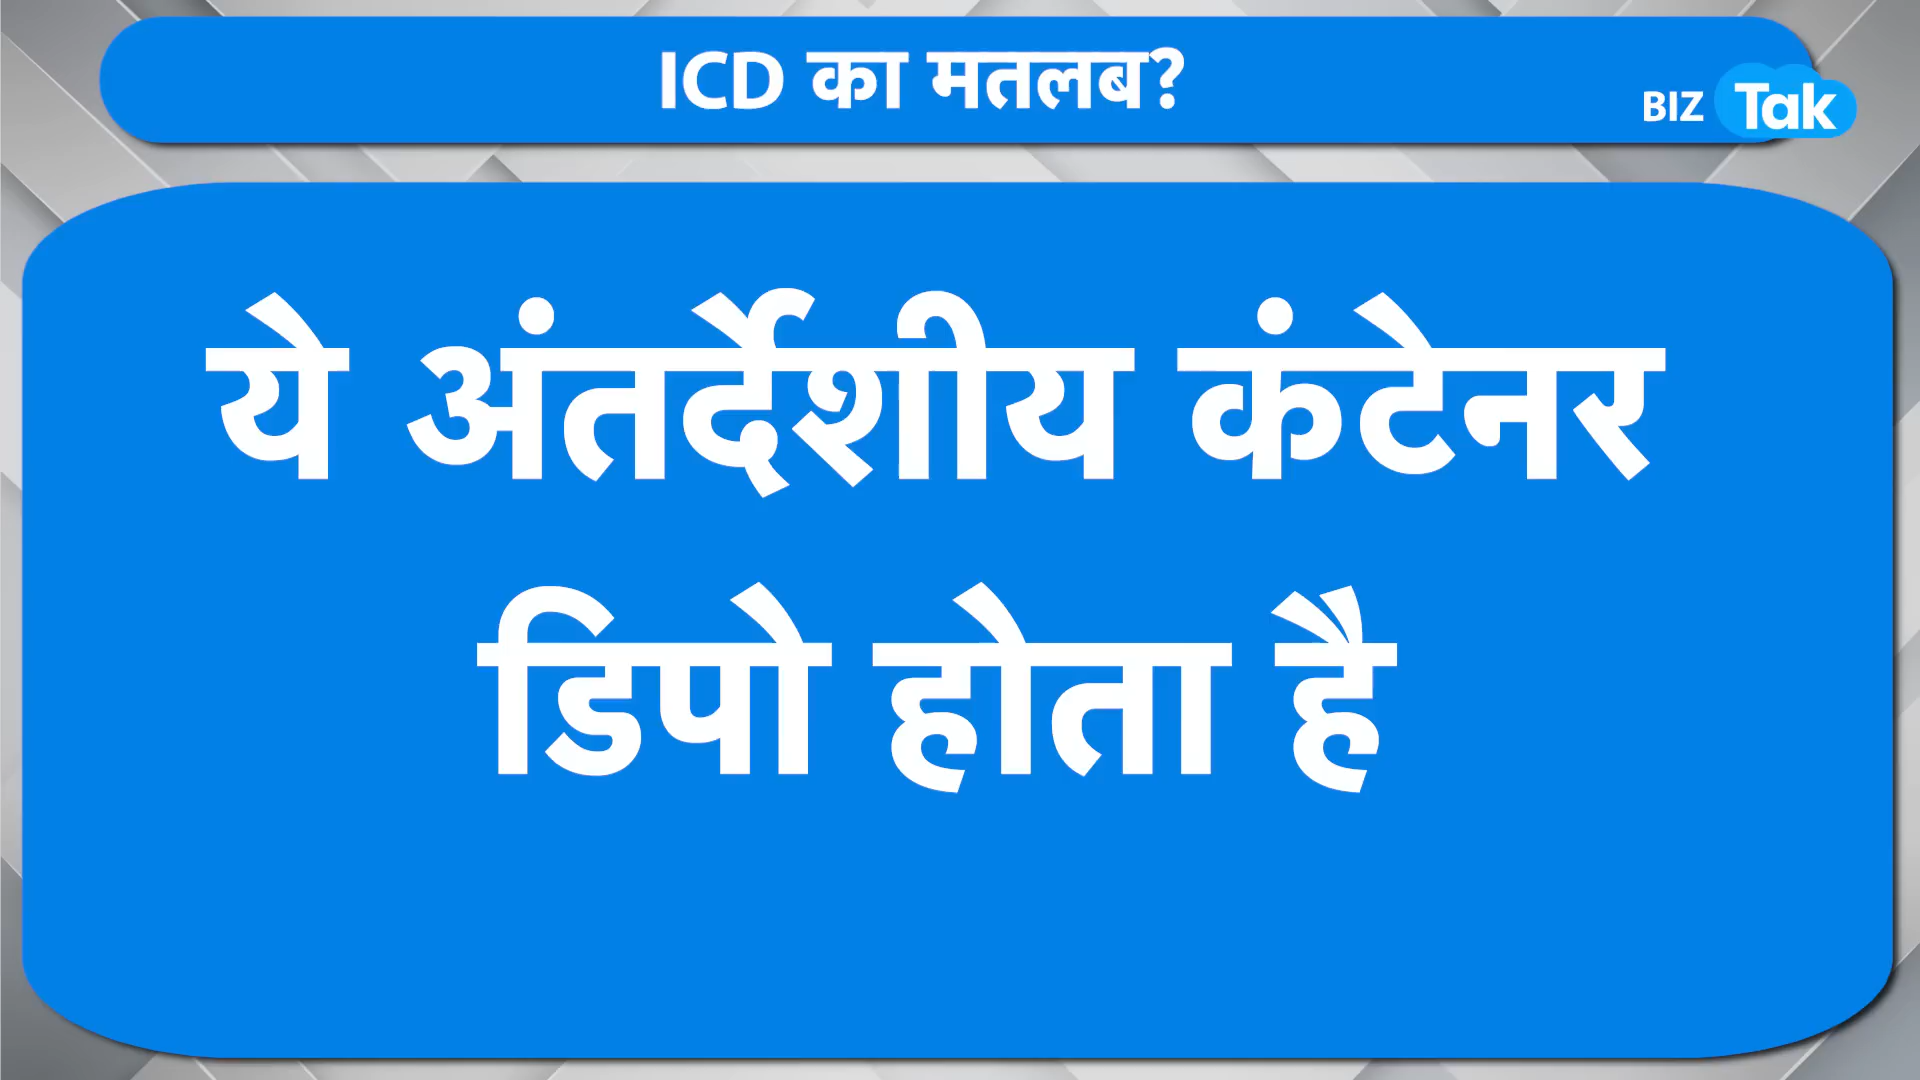 ICD का मतलब?
BIZ Tak
ये अंतर्देशीय कंटेनर
डिपो होता है